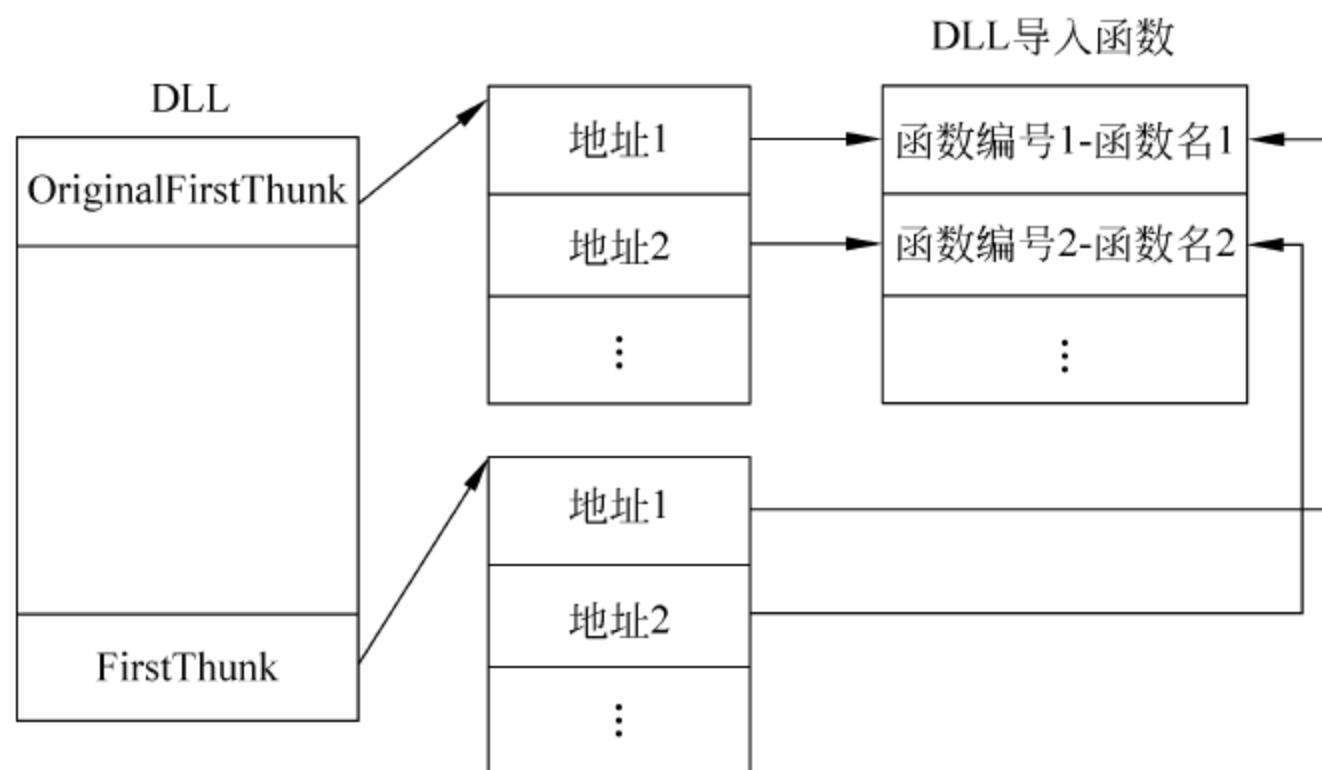 DLL导入函数
DLL
OriginalFirstThunk
FirstThunk
地址1
地址2
⋮
地址1
地址2
⋮
函数编号1-函数名1
函数编号2-函数名2
⋮